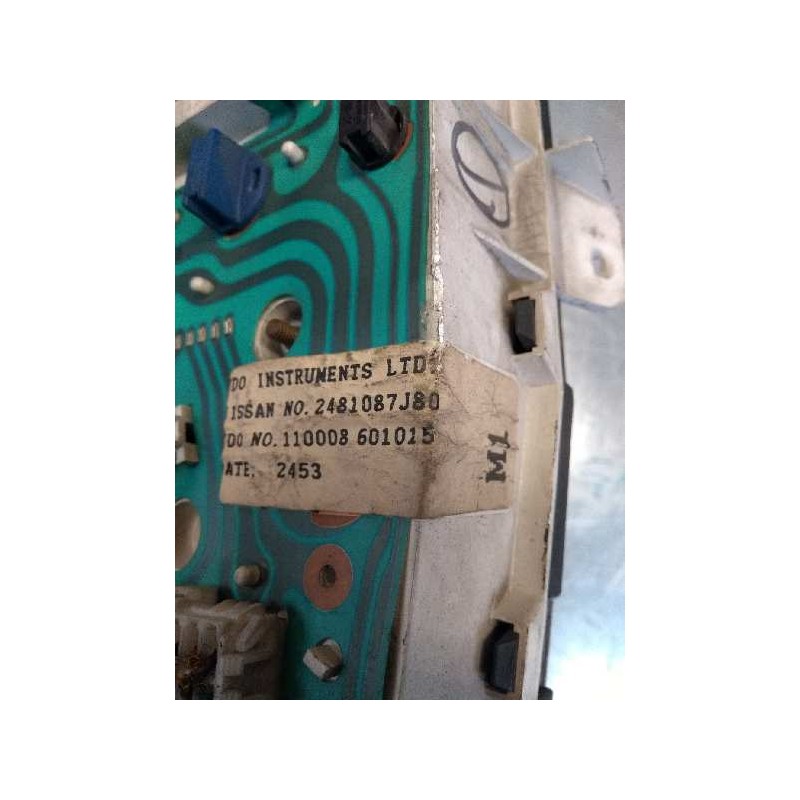 DO INSTRUMENTS LTD.
ISSAN NO. 2481087J80
DO NO. 110008 601015
ATE. 2453
M1